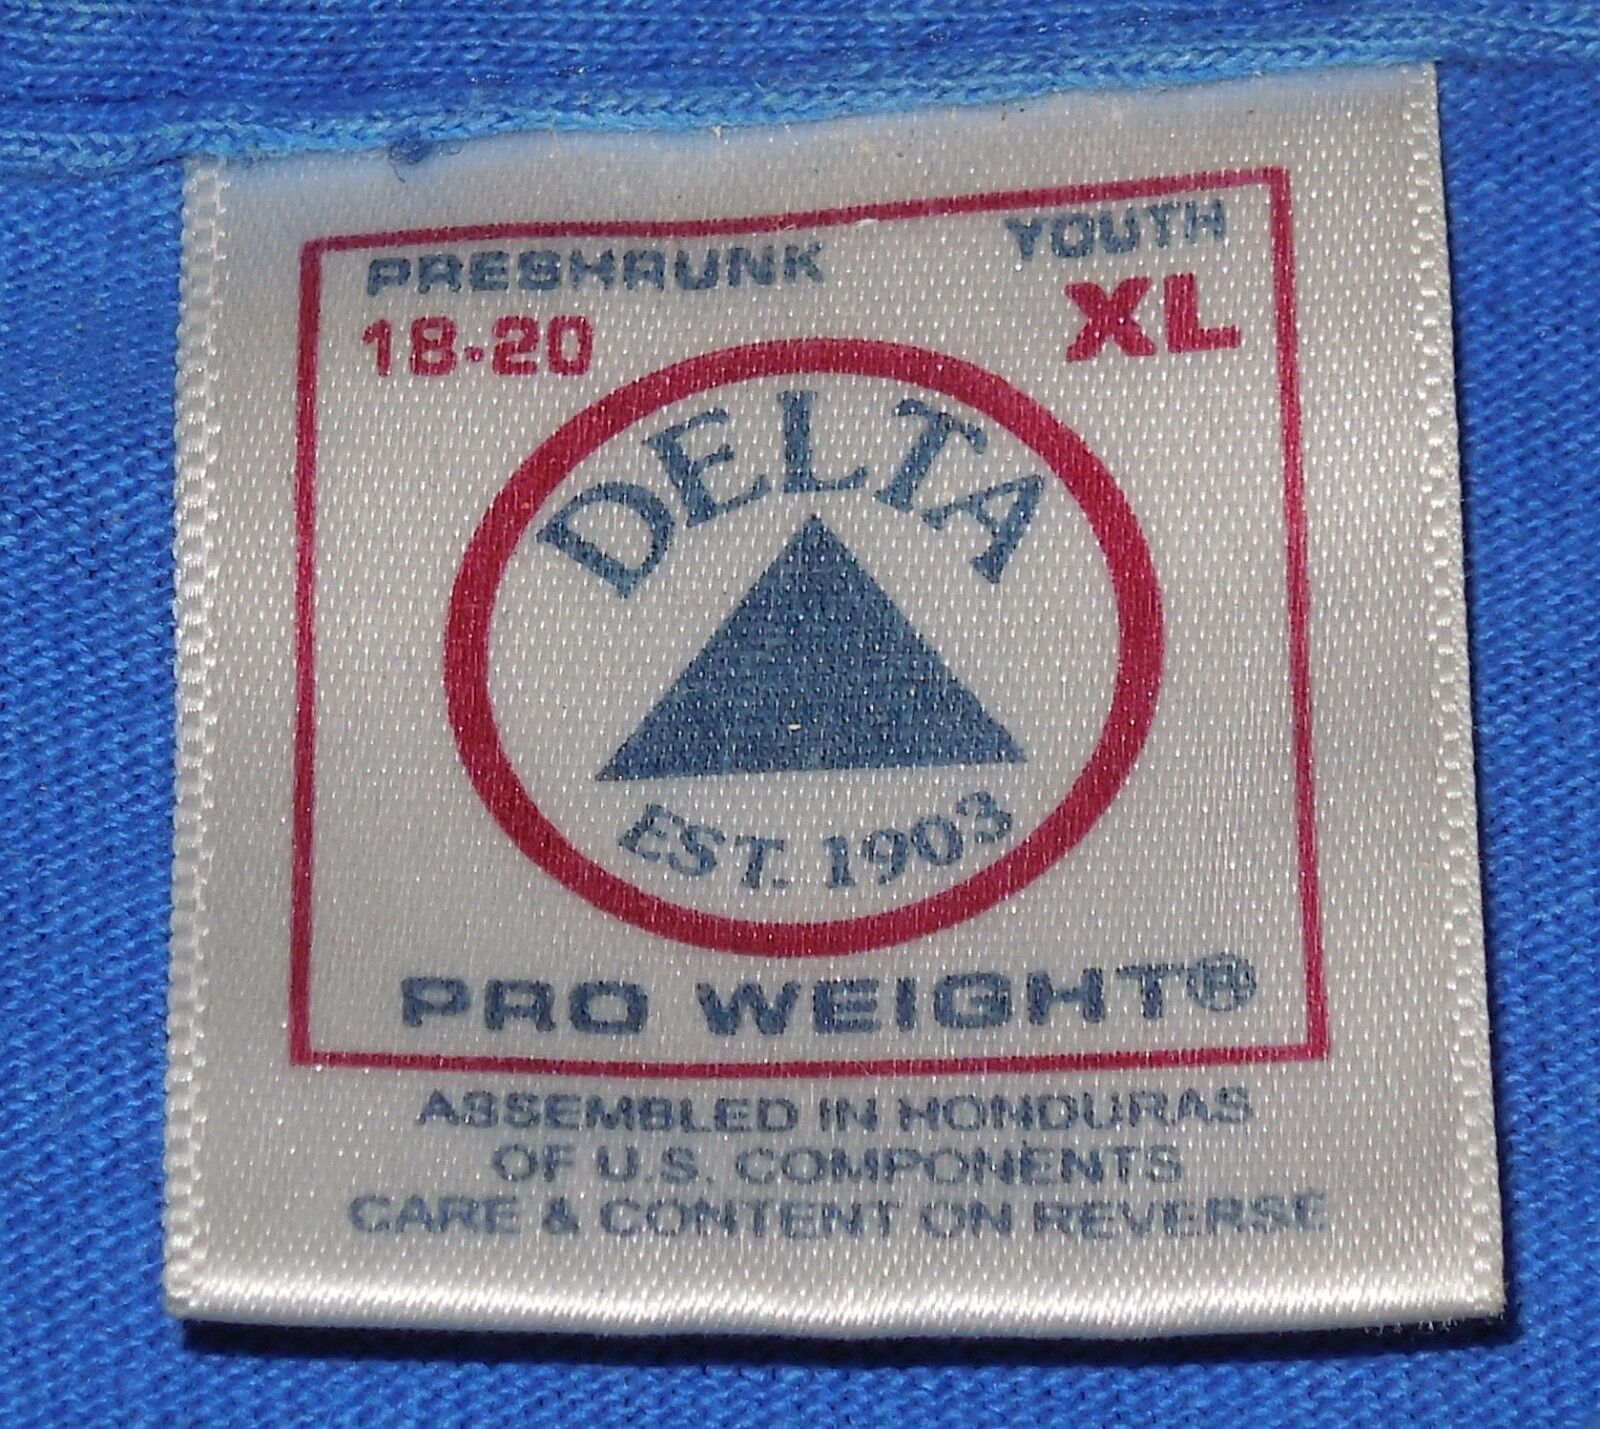 PRESHRUNK YOUTH
18-20 XL
DELTA
EST. 1903
PRO WEIGHT®
ASSEMBLED IN HONDURAS
OF U.S. COMPONENTS
CARE & CONTENT ON REVERSE